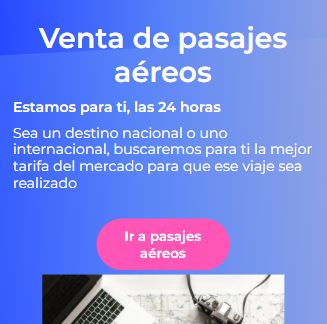 Venta de pasajes
aéreos
Estamos para ti, las 24 horas
Sea un destino nacional o uno
internacional, buscaremos para ti la mejor
tarifa del mercado para que ese viaje sea
realizado
Ir a pasajes
aéreos